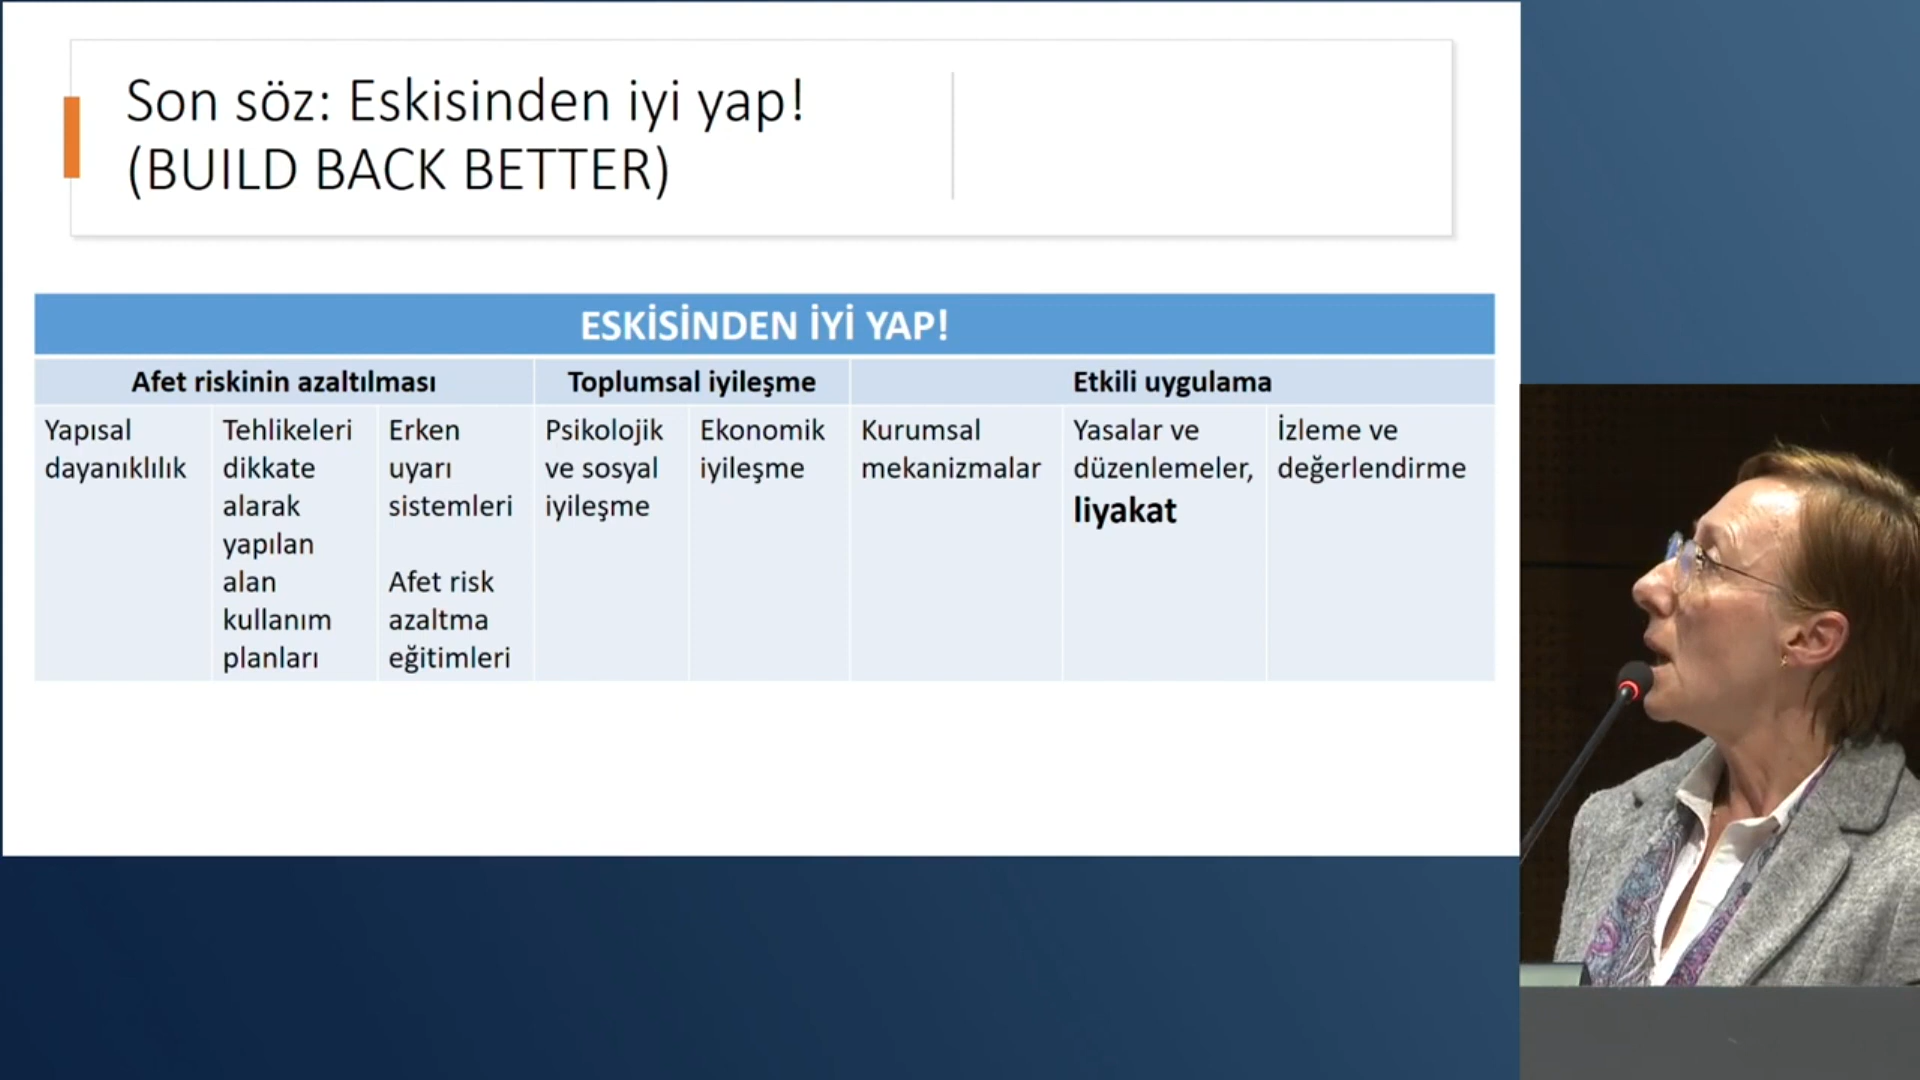 Son söz: Eskisinden iyi yap!
(BUILD BACK BETTER)
ESKİSİNDEN İYİ YAP!
Afet riskinin azaltılması
Toplumsal iyileşme
Etkili uygulama
Yapısal
dayanıklılık
Tehlikeleri
dikkate
alarak
yapılan
alan
kullanım
planları
Erken
uyarı
sistemleri
Afet risk
azaltma
eğitimleri
Psikolojik
ve sosyal
iyileşme
Ekonomik
iyileşme
Kurumsal
mekanizmalar
Yasalar ve
düzenlemeler,
liyakat
İzleme ve
değerlendirme